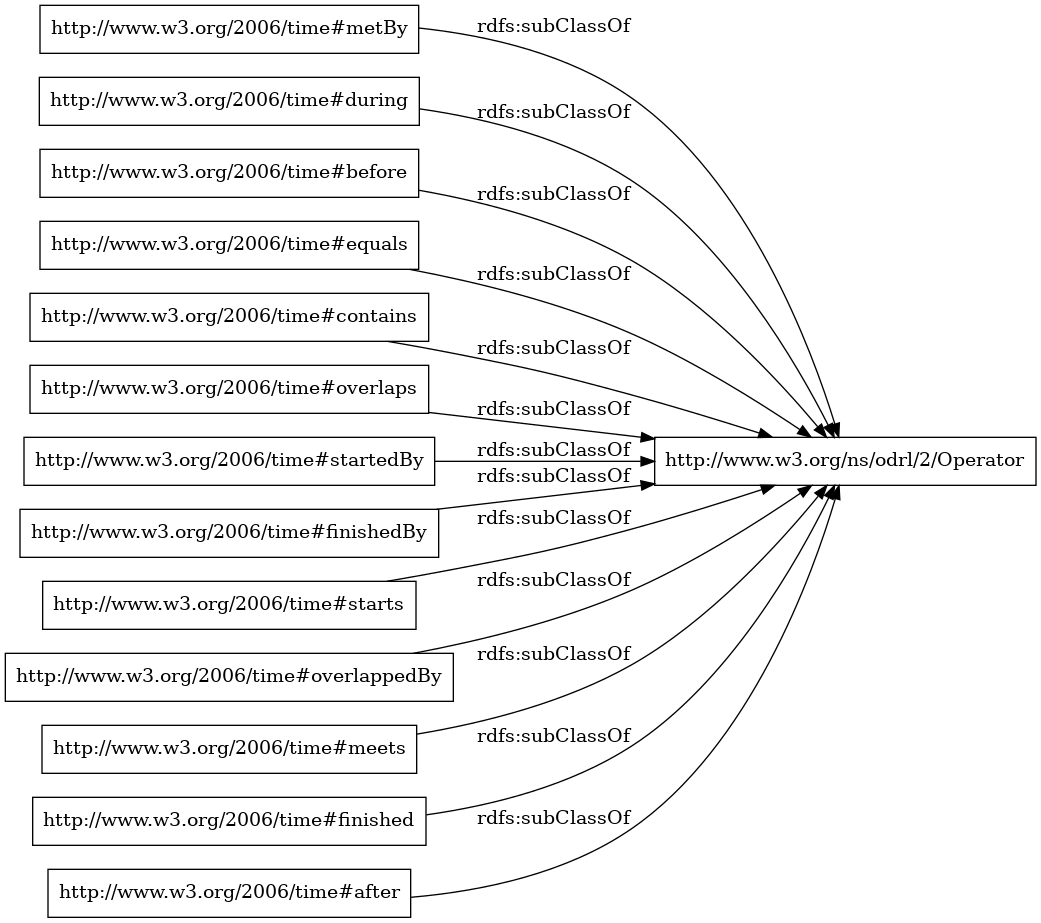 http://www.w3.org/2006/time#metBy
rdfs:subClassOf
http://www.w3.org/2006/time#during
rdfs:subClassOf
http://www.w3.org/2006/time#before
rdfs:subClassOf
http://www.w3.org/2006/time#equals
rdfs:subClassOf
http://www.w3.org/2006/time#contains
rdfs:subClassOf
http://www.w3.org/2006/time#overlaps
rdfs:subClassOf
http://www.w3.org/2006/time#startedBy
rdfs:subClassOf
http://www.w3.org/ns/odrl/2/Operator
rdfs:subClassOf
http://www.w3.org/2006/time#finishedBy
rdfs:subClassOf
http://www.w3.org/2006/time#starts
rdfs:subClassOf
http://www.w3.org/2006/time#overlappedBy
rdfs:subClassOf
http://www.w3.org/2006/time#meets
rdfs:subClassOf
http://www.w3.org/2006/time#finished
rdfs:subClassOf
http://www.w3.org/2006/time#after